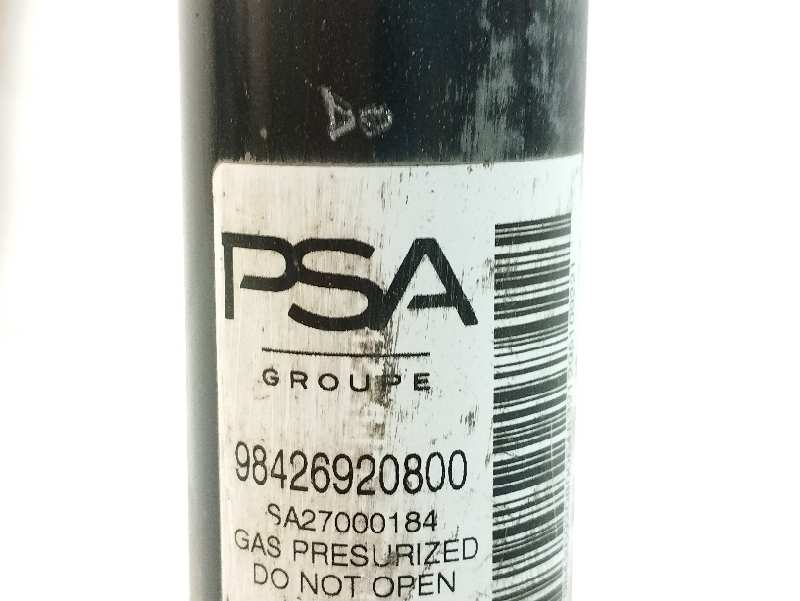 PSA
GROUPE
98426920800
SA27000184
GAS PRESURIZED
DO NOT OPEN